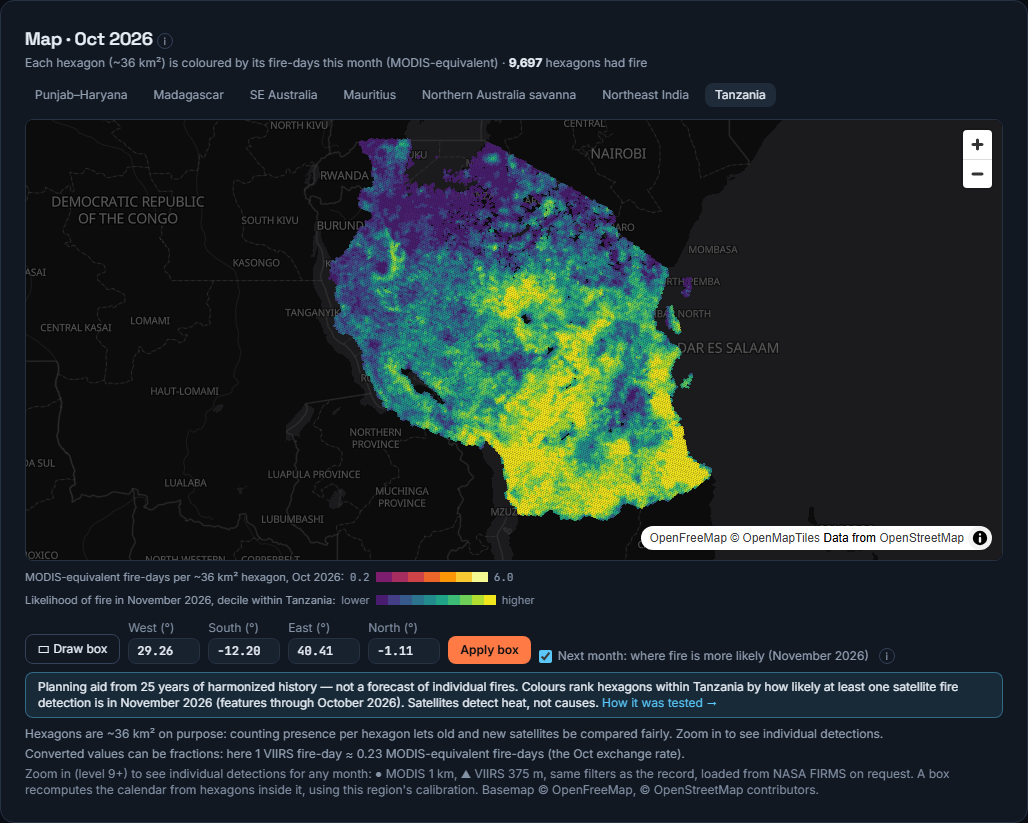 Map · Oct 2026 i
Each hexagon (~36 km²) is coloured by its fire-days this month (MODIS-equivalent) · 9,697 hexagons had fire
Punjab–Haryana Madagascar SE Australia Mauritius Northern Australia savanna Northeast India Tanzania
NORTH KIVU
CENTRAL
NAIROBI
RWANDA
DEMOCRATIC REPUBLIC
OF THE CONGO
SOUTH KIVU
BURUND
ARO
KASONGO
MOMBASA
ASAI
PEMBA
TANGANYIK
NORTH
CENTRAL KASAI
LOMAMI
DAR ES SALAAM
HAUT-LOMAMI
NORTHERN
PROVINCE
DA SUL
LUAPULA PROVINCE
LUALABA
MUCHINGA
PROVINCE
MZUZ
LUBUMBASHI
OXICO
NORTH-WESTERN
COPPERBELT
+
−
OpenFreeMap © OpenMapTiles Data from OpenStreetMap i
MODIS-equivalent fire-days per ~36 km² hexagon, Oct 2026: 0.2 6.0
Likelihood of fire in November 2026, decile within Tanzania: lower higher
West (°) South (°) East (°) North (°)
Draw box 29.26 -12.20 40.41 -1.11 Apply box Next month: where fire is more likely (November 2026) i
Planning aid from 25 years of harmonized history — not a forecast of individual fires. Colours rank hexagons within Tanzania by how likely at least one satellite fire
detection is in November 2026 (features through October 2026). Satellites detect heat, not causes. How it was tested →
Hexagons are ~36 km² on purpose: counting presence per hexagon lets old and new satellites be compared fairly. Zoom in to see individual detections.
Converted values can be fractions: here 1 VIIRS fire-day ≈ 0.23 MODIS-equivalent fire-days (the Oct exchange rate).
Zoom in (level 9+) to see individual detections for any month: ● MODIS 1 km, ▲ VIIRS 375 m, same filters as the record, loaded from NASA FIRMS on request. A box
recomputes the calendar from hexagons inside it, using this region's calibration. Basemap © OpenFreeMap, © OpenStreetMap contributors.